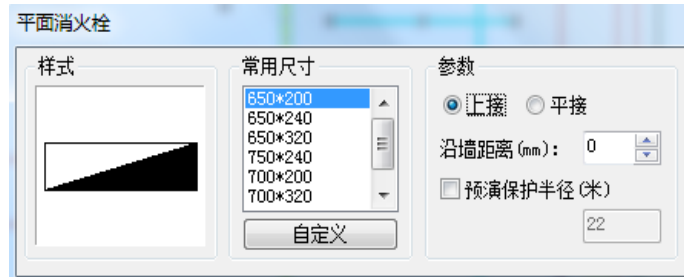 平面消火栓
样式
常用尺寸
650*200
650*240
650*320
750*240
700*200
700*320
自定义
参数
上接 平接
沿墙距离(mm): 0
预演保护半径(米)
22